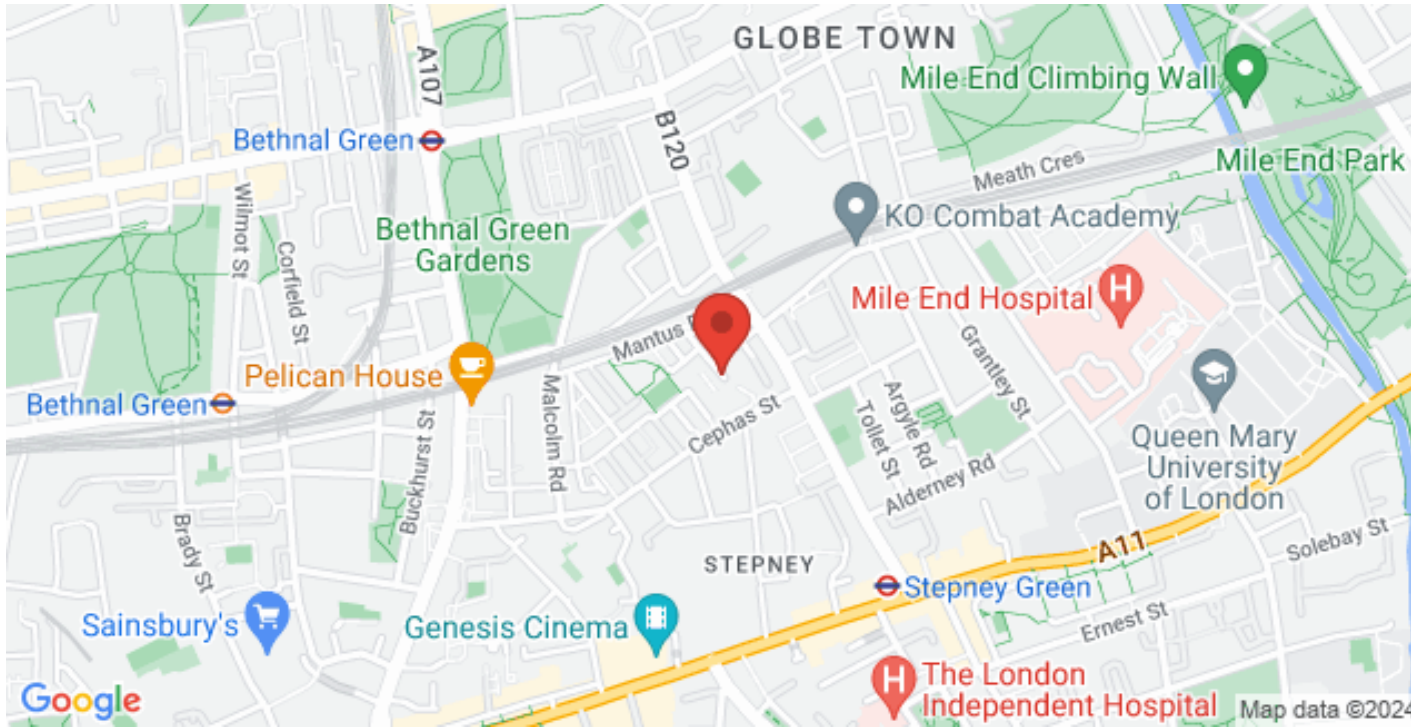 GLOBE TOWN
Mile End Climbing Wall
A107
Bethnal Green
B120
Meath Cres
Mile End Park
Wilmot St
Corfield St
Bethnal Green
Gardens
KO Combat Academy
Mile End Hospital
Mantus
Pelican House
Bethnal Green
Malcolm Rd
Buckhurst St
Cephas St
Grantley St
Argyle Rd
Tollet St
Alderney Rd
Queen Mary
University
of London
Brady St
STEPNEY
A11
Solebay St
Stepney Green
Ernest St
Sainsbury's
Genesis Cinema
The London
Independent Hospital
Google
Map data ©2024